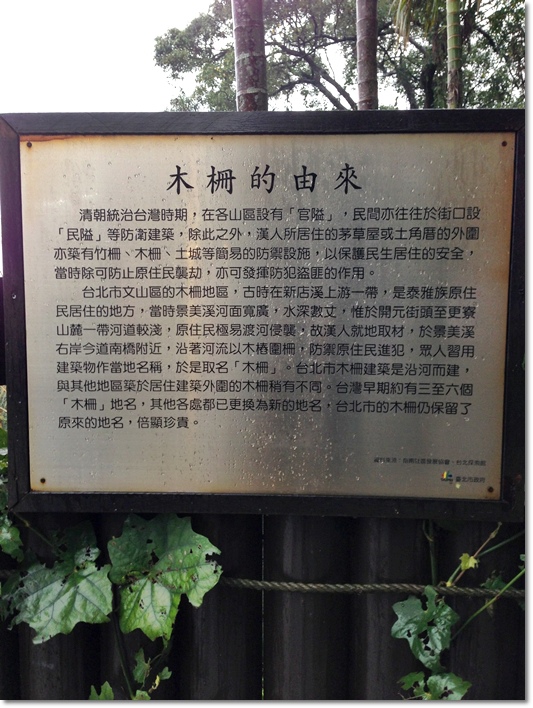 木柵的由來
清朝統治台灣時期，在各山區設有「官隘」，民間亦往往於街口設
「民隘」等防衛建築，除此之外，漢人所居住的茅草屋或土角厝的外圍
亦築有竹柵、木柵、土城等簡易的防禦設施，以保護民生居住的安全，
當時除可防止原住民襲劫，亦可發揮防犯盜匪的作用。
台北市文山區的木柵地區，古時在新店溪上游一帶，是泰雅族原住
民居住的地方，當時景美溪河面寬廣，水深數丈，惟於開元街頭至更寮
山麓一帶河道較淺，原住民極易渡河侵襲，故漢人就地取材，於景美溪
右岸今道南橋附近，沿著河流以木樁圍柵，防禦原住民進犯，眾人習用
建築物作當地名稱，於是取名「木柵」。台北市木柵建築是沿河而建，
與其他地區築於居住建築外圍的木柵稍有不同。台灣早期約有三至六個
「木柵」地名，其他各處都已更換為新的地名，台北市的木柵仍保留了
原來的地名，倍顯珍貴。
臺北市政府